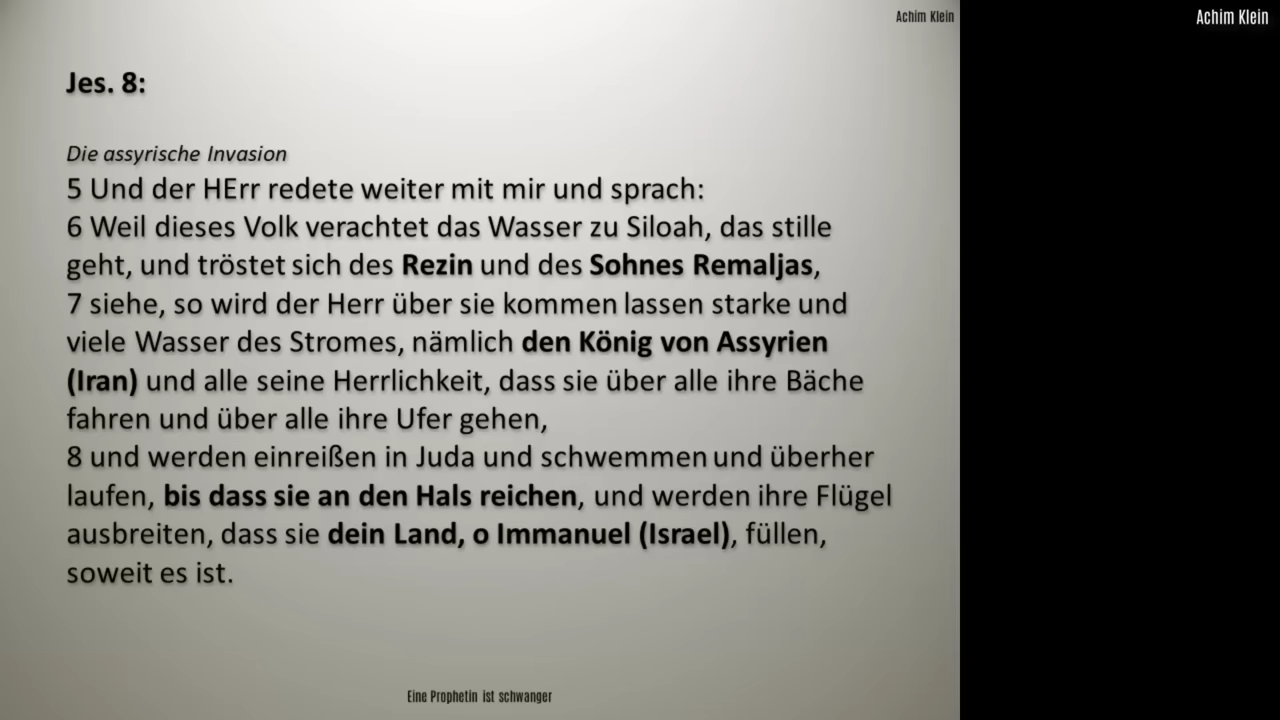 Achim Klein
Achim Klein
Jes. 8:
Die assyrische Invasion
5 Und der HErr redete weiter mit mir und sprach:
6 Weil dieses Volk verachtet das Wasser zu Siloah, das stille
geht, und tröstet sich des Rezin und des Sohnes Remaljas,
7 siehe, so wird der Herr über sie kommen lassen starke und
viele Wasser des Stromes, nämlich den König von Assyrien
(Iran) und alle seine Herrlichkeit, dass sie über alle ihre Bäche
fahren und über alle ihre Ufer gehen,
8 und werden einreißen in Juda und schwemmen und überher
laufen, bis dass sie an den Hals reichen, und werden ihre Flügel
ausbreiten, dass sie dein Land, o Immanuel (Israel), füllen,
soweit es ist.
Eine Prophetin ist schwanger